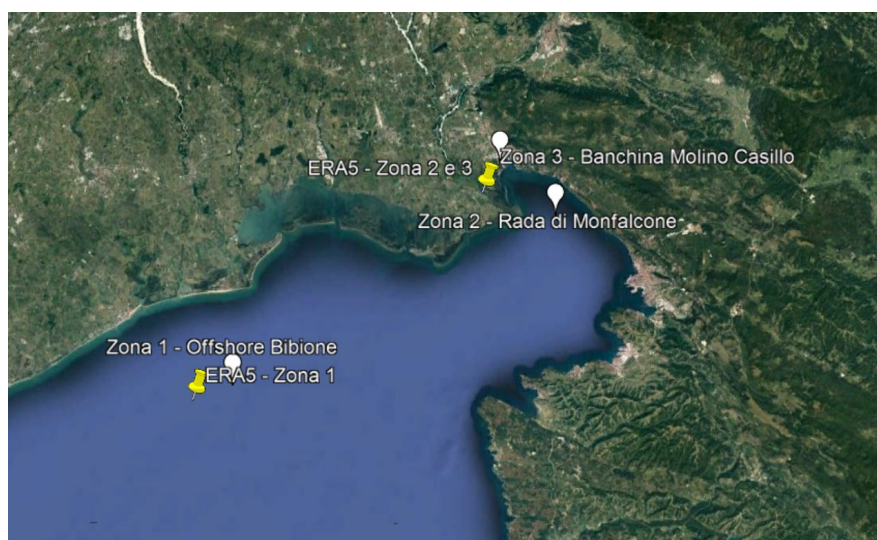 Zona 3 - Banchina Molino Casillo
ERA5 - Zona 2 e 3
Zona 2 - Rada di Monfalcone
Zona 1 - Offshore Bibione
ERA5 - Zona 1